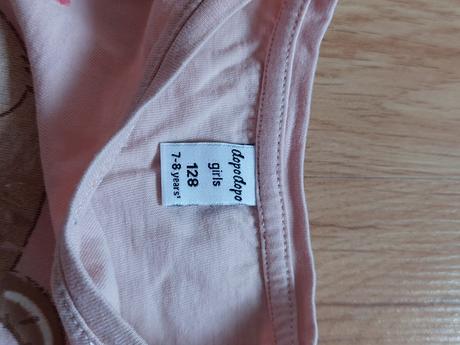 dopodopo
girls
128
7-8 years'